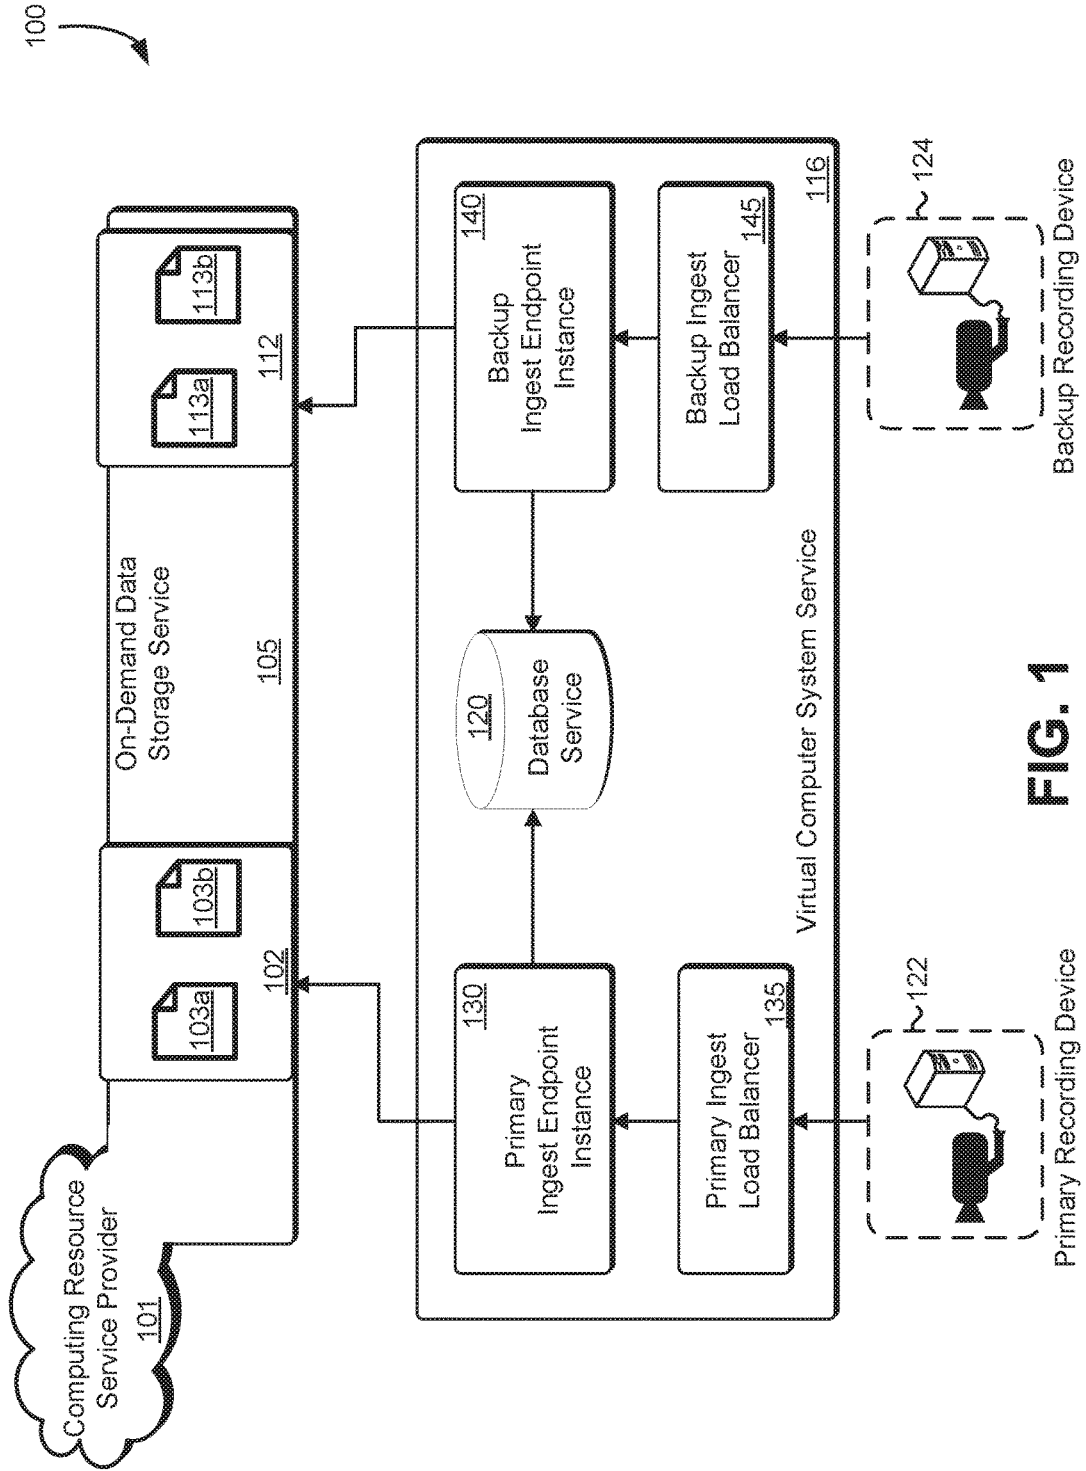 100
Computing Resource
Service Provider
101
On-Demand Data
Storage Service
105
103a
103b
102
113a
113b
112
Primary
Ingest Endpoint
Instance
130
120
Database
Service
Backup
Ingest Endpoint
Instance
140
Primary Ingest
Load Balancer
135
Backup Ingest
Load Balancer
145
Virtual Computer System Service
116
122
Primary Recording Device
124
Backup Recording Device
FIG. 1